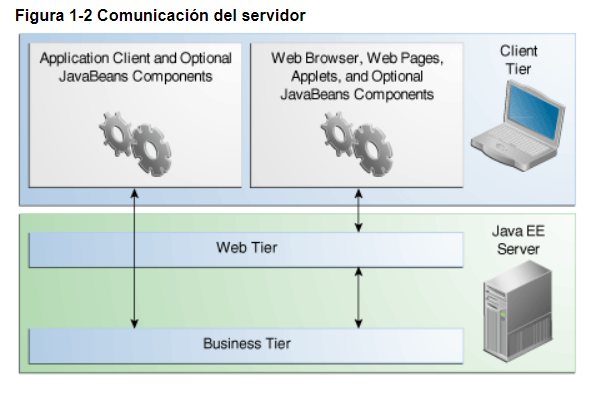 Figura 1-2 Comunicación del servidor
Application Client and Optional
JavaBeans Components
Web Browser, Web Pages,
Applets, and Optional
JavaBeans Components
Client
Tier
Web Tier
Java EE
Server
Business Tier